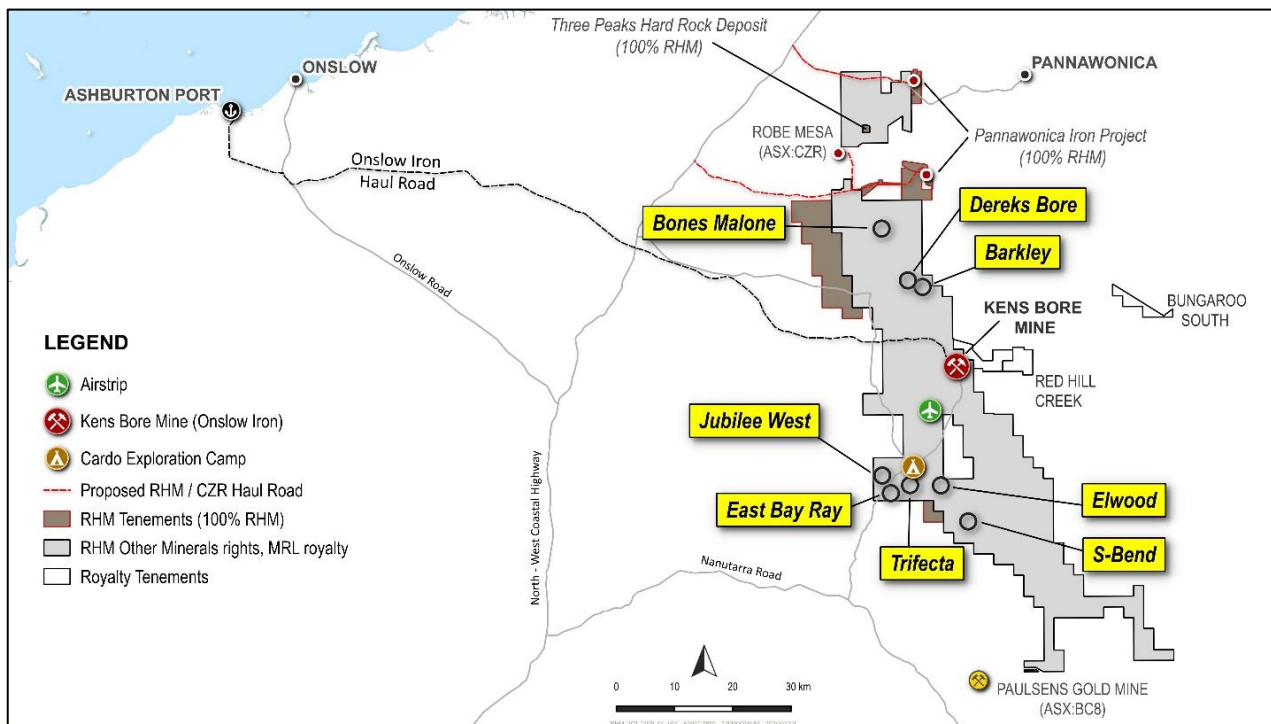 Three Peaks Hard Rock Deposit
(100% RHM)
ONSLOW
PANNAWONICA
ASHBURTON PORT
ROBE MESA
(ASX:CZR)
Pannawonica Iron Project
(100% RHM)
Onslow Iron
Haul Road
Bones Malone
Dereks Bore
Barkley
Onslow Road
KENS BORE
MINE
BUNGAROO
SOUTH
RED HILL
CREEK
LEGEND
Airstrip
Kens Bore Mine (Onslow Iron)
Cardo Exploration Camp
Proposed RHM / CZR Haul Road
RHM Tenements (100% RHM)
RHM Other Minerals rights, MRL royalty
Royalty Tenements
Jubilee West
East Bay Ray
Trifecta
Elwood
S-Bend
North - West Coastal Highway
Nanutarra Road
0 10 20 30 km
PAULSENS GOLD MINE
(ASX:BC8)